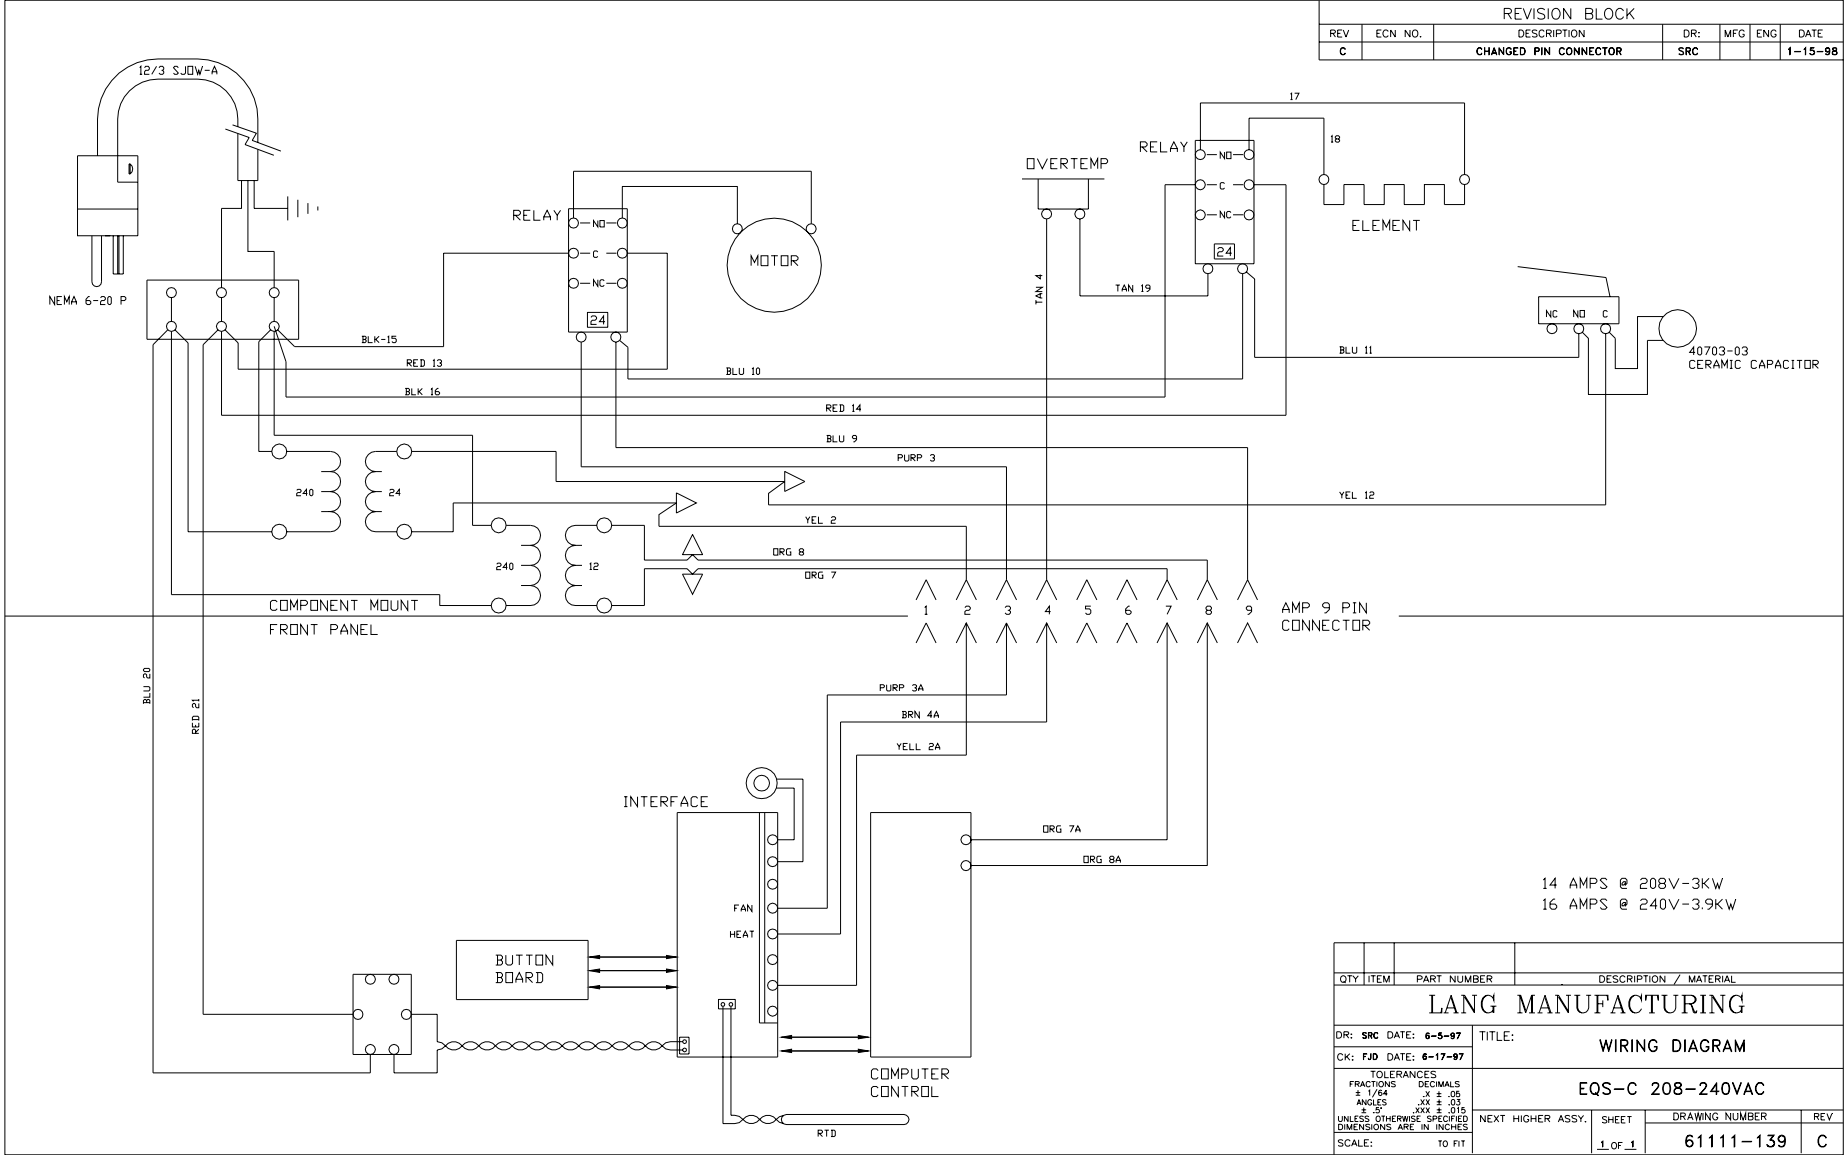 REVISION BLOCK
REV ECN NO. DESCRIPTION DR: MFG ENG DATE
C CHANGED PIN CONNECTOR SRC 1-15-98
12/3 SJOW-A
NEMA 6-20 P
RELAY
NO
C
NC
24
MOTOR
OVERTEMP
RELAY
NO
C
NC
24
17
18
ELEMENT
TAN 4
TAN 19
NC NO C
40703-03
CERAMIC CAPACITOR
BLK-15
RED 13
BLU 10
BLU 11
BLK 16
RED 14
BLU 9
PURP 3
YEL 12
240
24
YEL 2
240
12
ORG 8
ORG 7
COMPONENT MOUNT
FRONT PANEL
1 2 3 4 5 6 7 8 9
AMP 9 PIN
CONNECTOR
BLU 20
RED 21
PURP 3A
BRN 4A
YELL 2A
INTERFACE
ORG 7A
ORG 8A
FAN
HEAT
BUTTON
BOARD
COMPUTER
CONTROL
RTD
14 AMPS @ 208V-3KW
16 AMPS @ 240V-3.9KW
QTY ITEM PART NUMBER DESCRIPTION / MATERIAL
LANG MANUFACTURING
DR: SRC DATE: 6-5-97
CK: FJD DATE: 6-17-97
TITLE:
WIRING DIAGRAM
EQS-C 208-240VAC
TOLERANCES
FRACTIONS DECIMALS
± 1/64 .X ± .05
ANGLES .XX ± .03
± .5° .XXX ± .015
UNLESS OTHERWISE SPECIFIED
DIMENSIONS ARE IN INCHES
SCALE: TO FIT
NEXT HIGHER ASSY.
SHEET
1 OF 1
DRAWING NUMBER
61111-139
REV
C